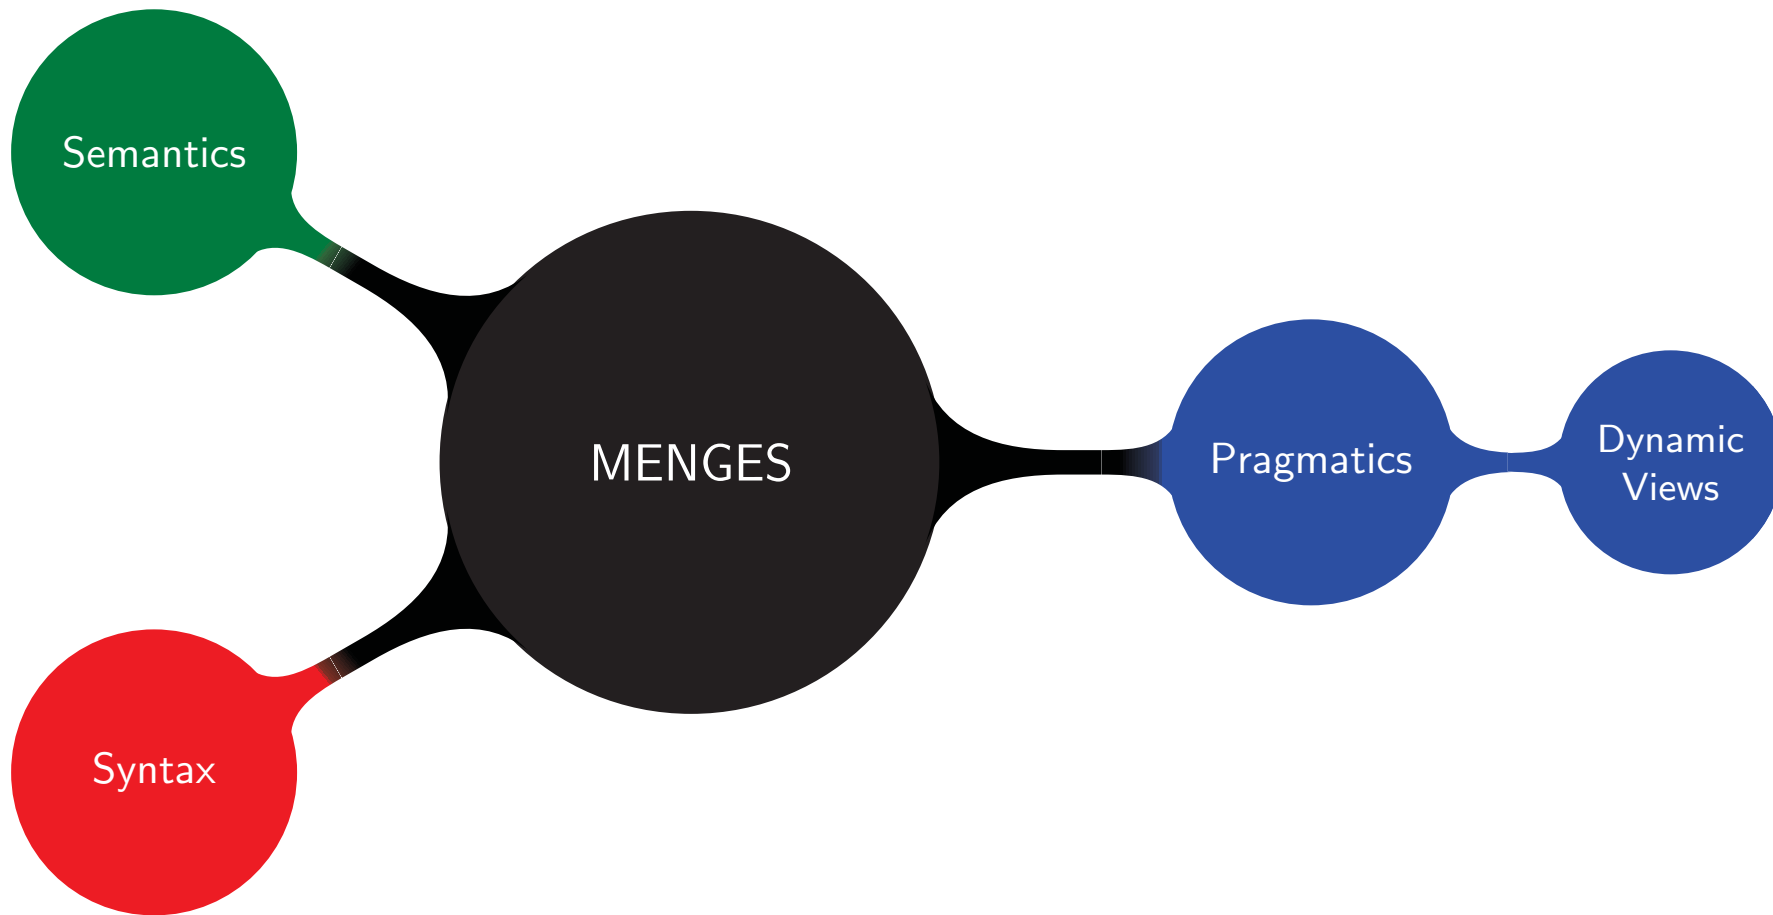 Semantics
MENGES
Pragmatics
Dynamic
Views
Syntax